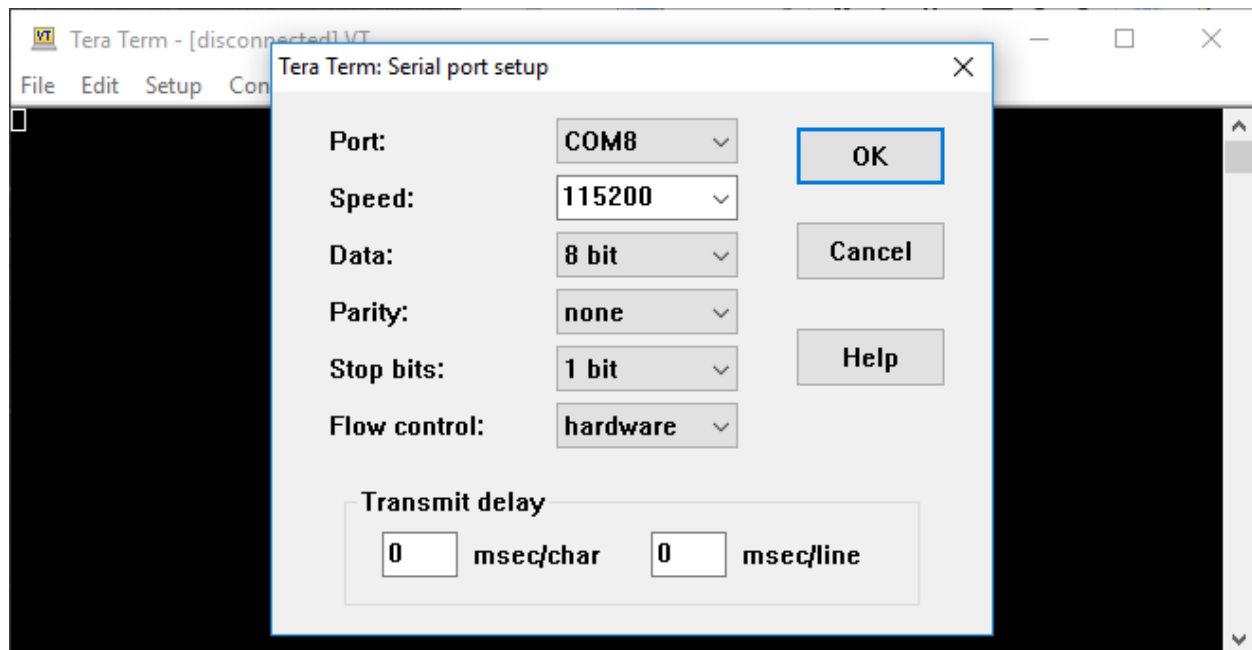 VT Tera Term - [disconnected] VT
File Edit Setup Con
Tera Term: Serial port setup
Port: COM8
OK
Speed: 115200
Data: 8 bit
Cancel
Parity: none
Stop bits: 1 bit
Help
Flow control: hardware
Transmit delay
0 msec/char 0 msec/line